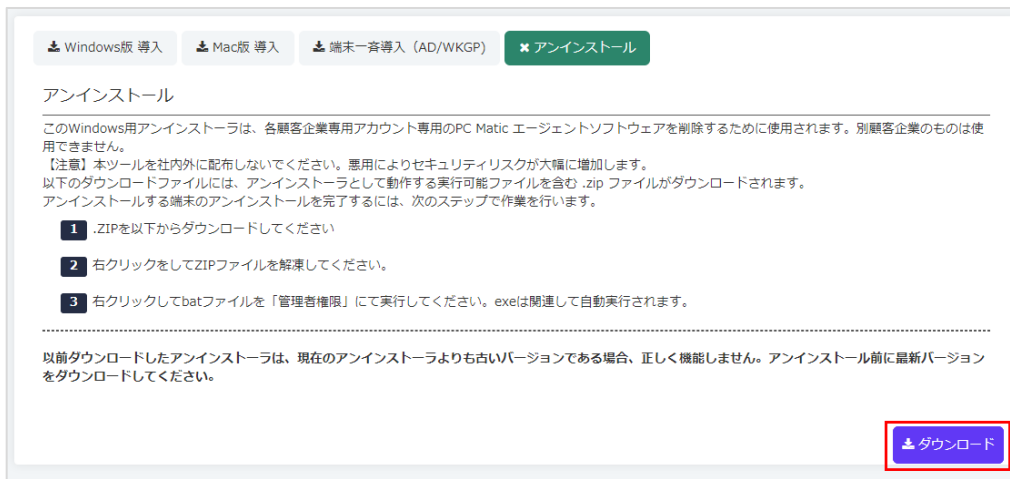 Windows版 導入 Mac版 導入 端末一斉導入（AD/WKGP) アンインストール
アンインストール
このWindows用アンインストーラは、各顧客企業専用アカウント専用のPC Matic エージェントソフトウェアを削除するために使用されます。別顧客企業のものは使
用できません。
【注意】本ツールを社内外に配布しないでください。悪用によりセキュリティリスクが大幅に増加します。
以下のダウンロードファイルには、アンインストーラとして動作する実行可能ファイルを含む .zip ファイルがダウンロードされます。
アンインストールする端末のアンインストールを完了するには、次のステップで作業を行います。
1 .ZIPを以下からダウンロードしてください
2 右クリックをしてZIPファイルを解凍してください。
3 右クリックしてbatファイルを「管理者権限」にて実行してください。exeは関連して自動実行されます。
以前ダウンロードしたアンインストーラは、現在のアンインストーラよりも古いバージョンである場合、正しく機能しません。アンインストール前に最新バージョン
をダウンロードしてください。
ダウンロード